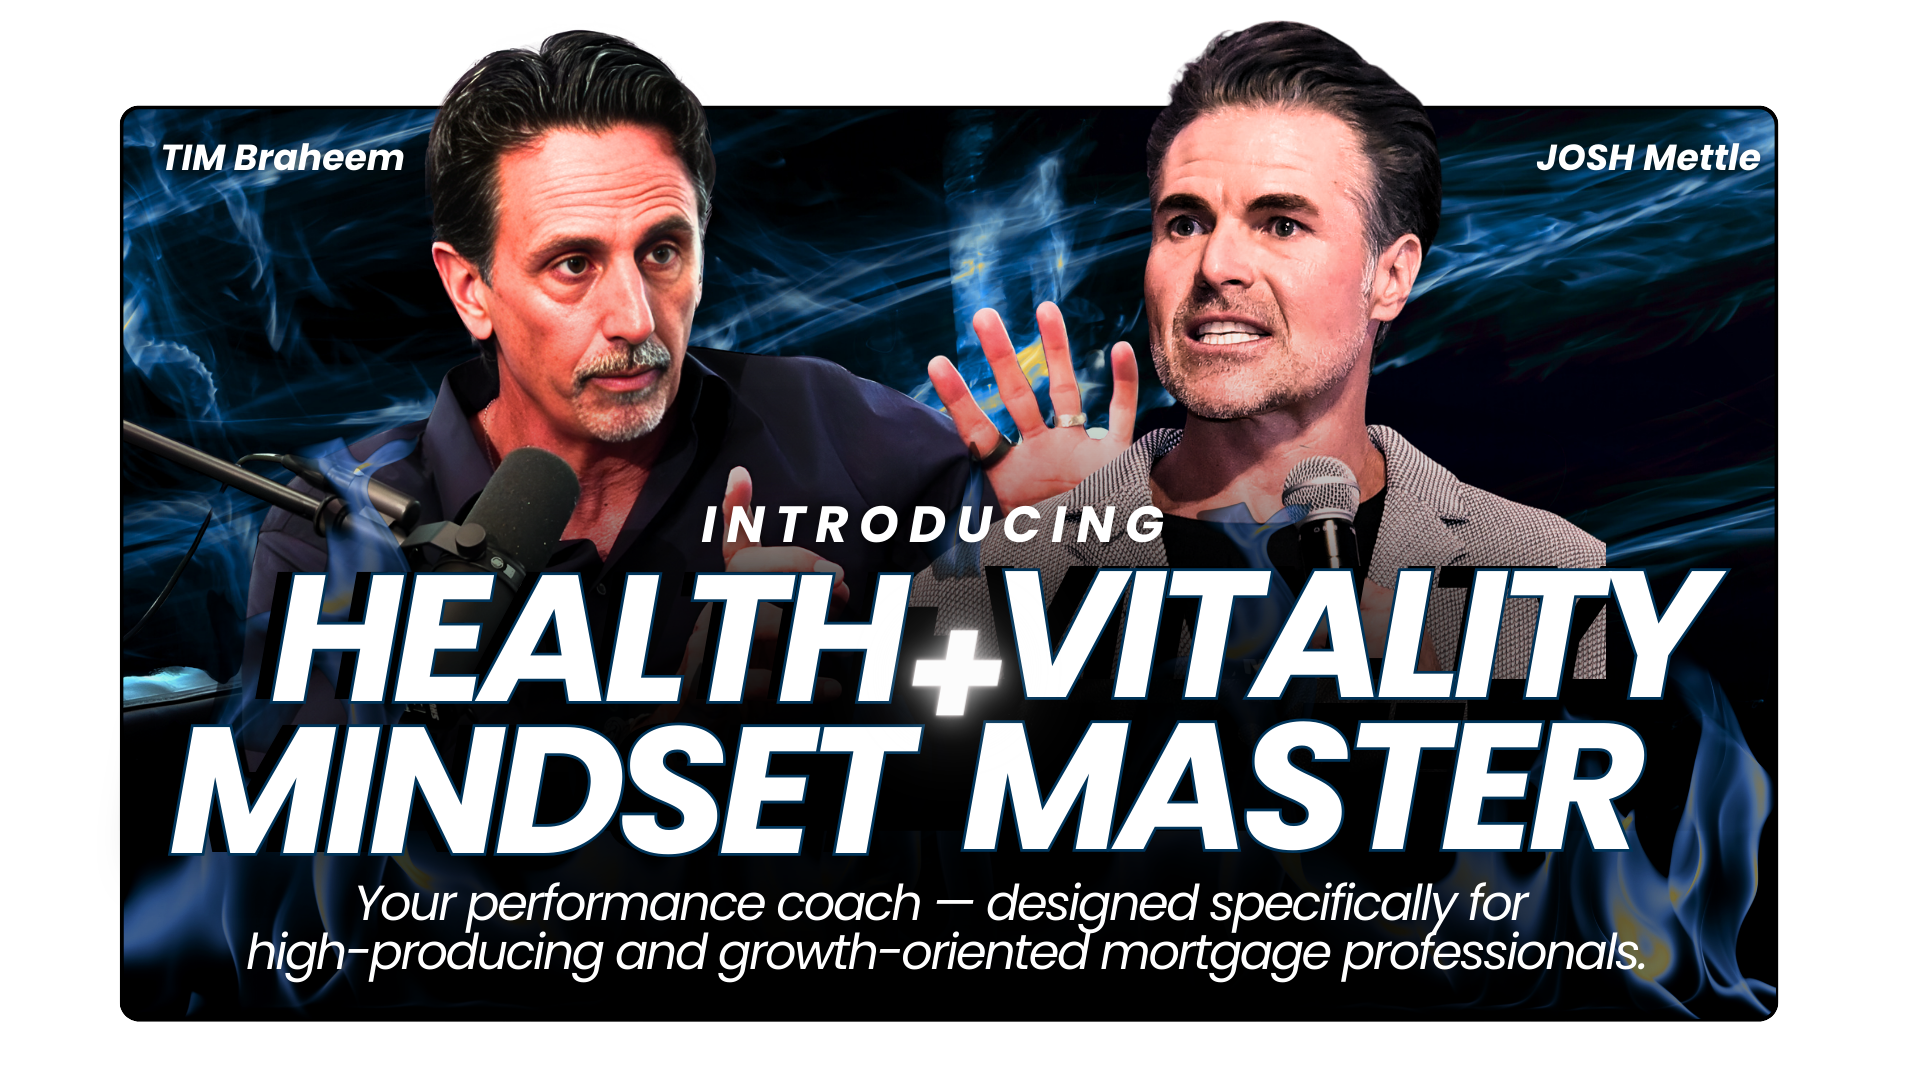 TIM Braheem
JOSH Mettle
INTRODUCING
HEALTH+VITALITY
MINDSET MASTER
Your performance coach — designed specifically for
high-producing and growth-oriented mortgage professionals.